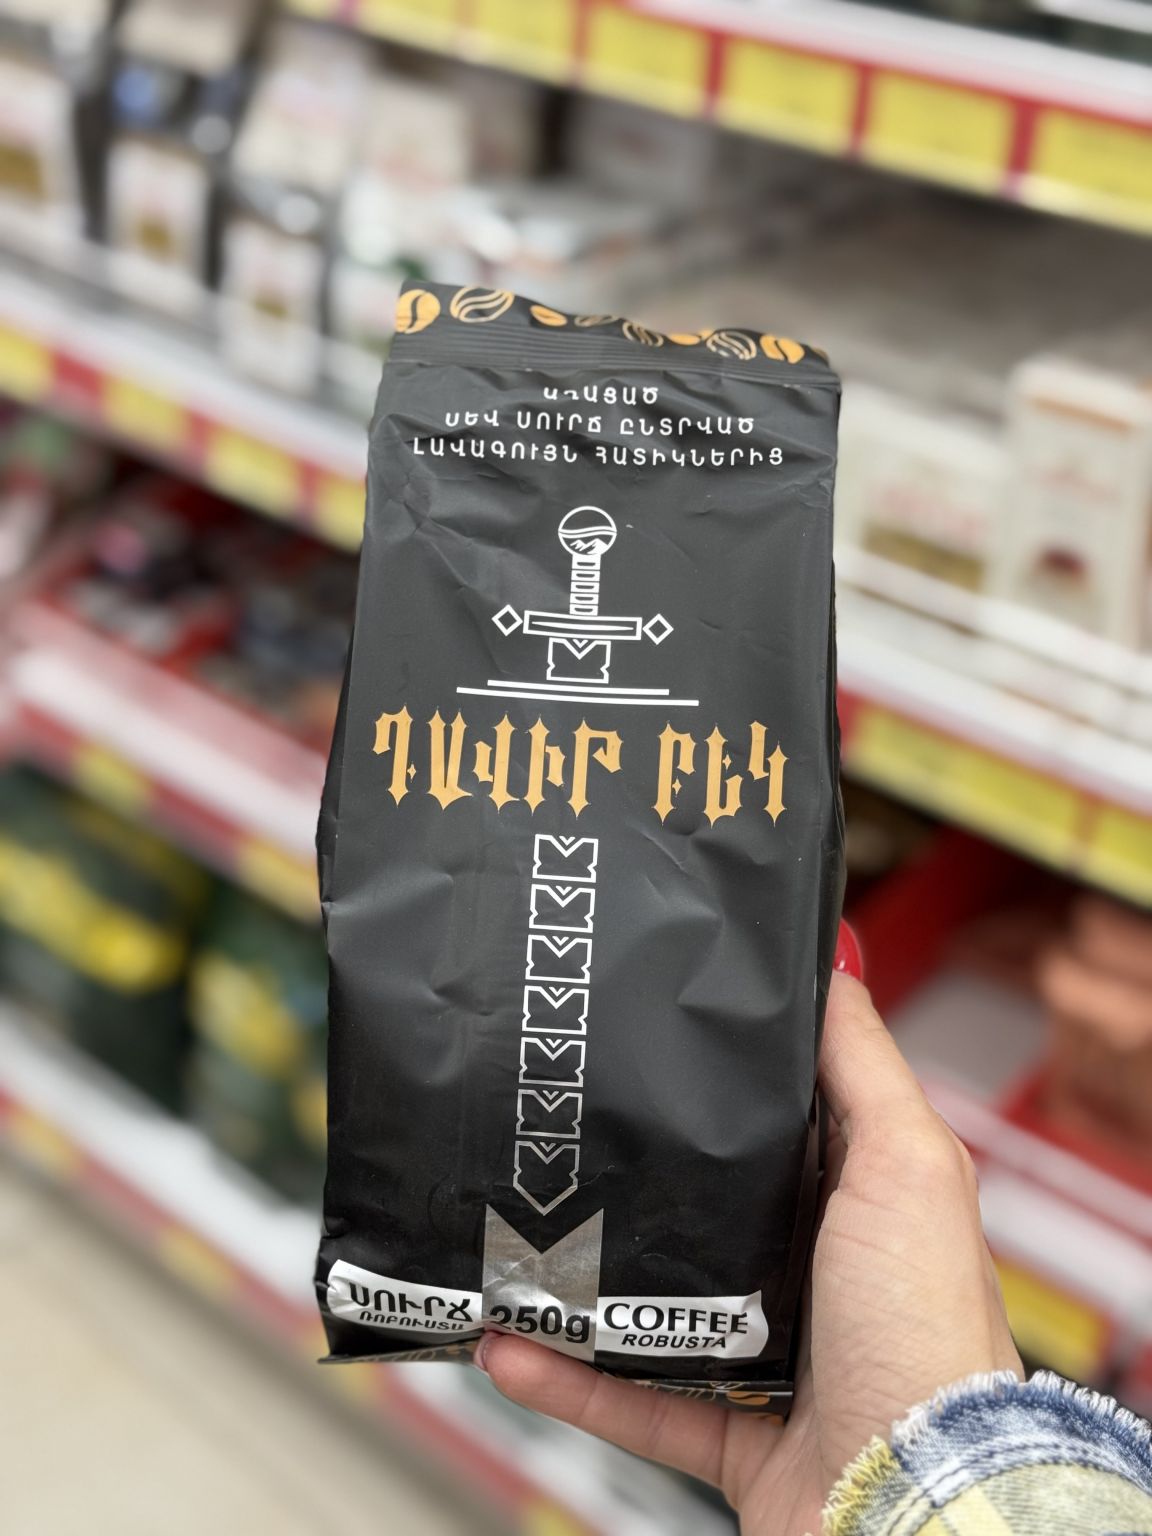 ԱՂԱՑԱԾ
ՍԵՎ ՍՈՒՐՃ ԸՆՏՐՎԱԾ
ԼԱՎԱԳՈՒՅՆ ՀԱՏԻԿՆԵՐԻՑ
ԴԱՎԻԹ ԲԵԿ
ՍՈՒՐՃ
ՌՈԲՈՒՍՏԱ
250g
COFFEE
ROBUSTA